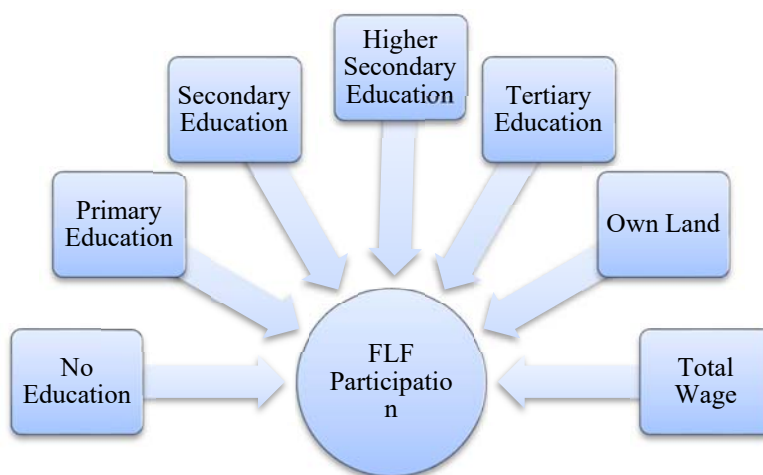 Higher
Secondary
Education
Secondary
Education
Tertiary
Education
Primary
Education
Own Land
No
Education
FLF
Participatio
n
Total
Wage